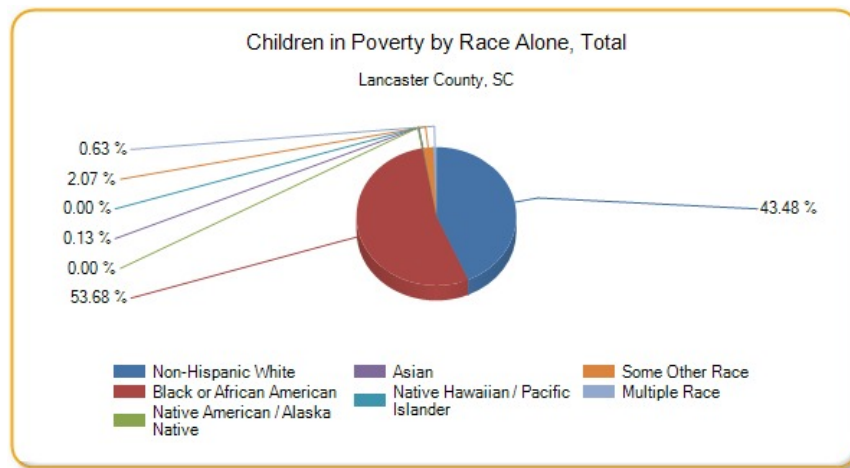 Children in Poverty by Race Alone, Total
Lancaster County, SC
0.63 %
2.07 %
0.00 %
0.13 %
0.00 %
53.68 %
43.48 %
Non-Hispanic White
Black or African American
Native American / Alaska
Native
Asian
Native Hawaiian / Pacific
Islander
Some Other Race
Multiple Race